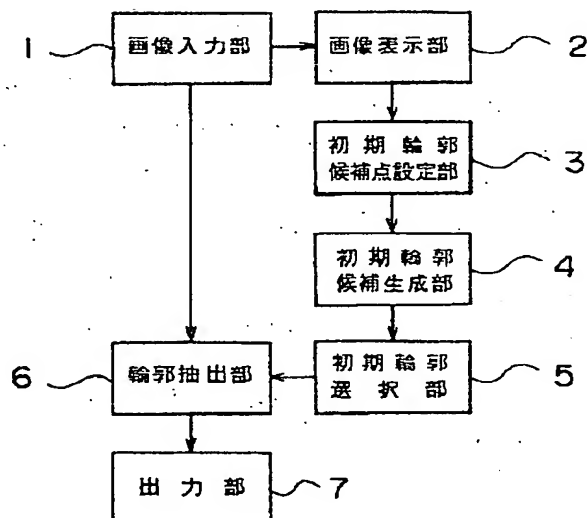 1
画像入力部
画像表示部
2
初期輪郭
候補点設定部
3
初期輪郭
候補生成部
4
6
輪郭抽出部
初期輪郭
選択部
5
出力部
7